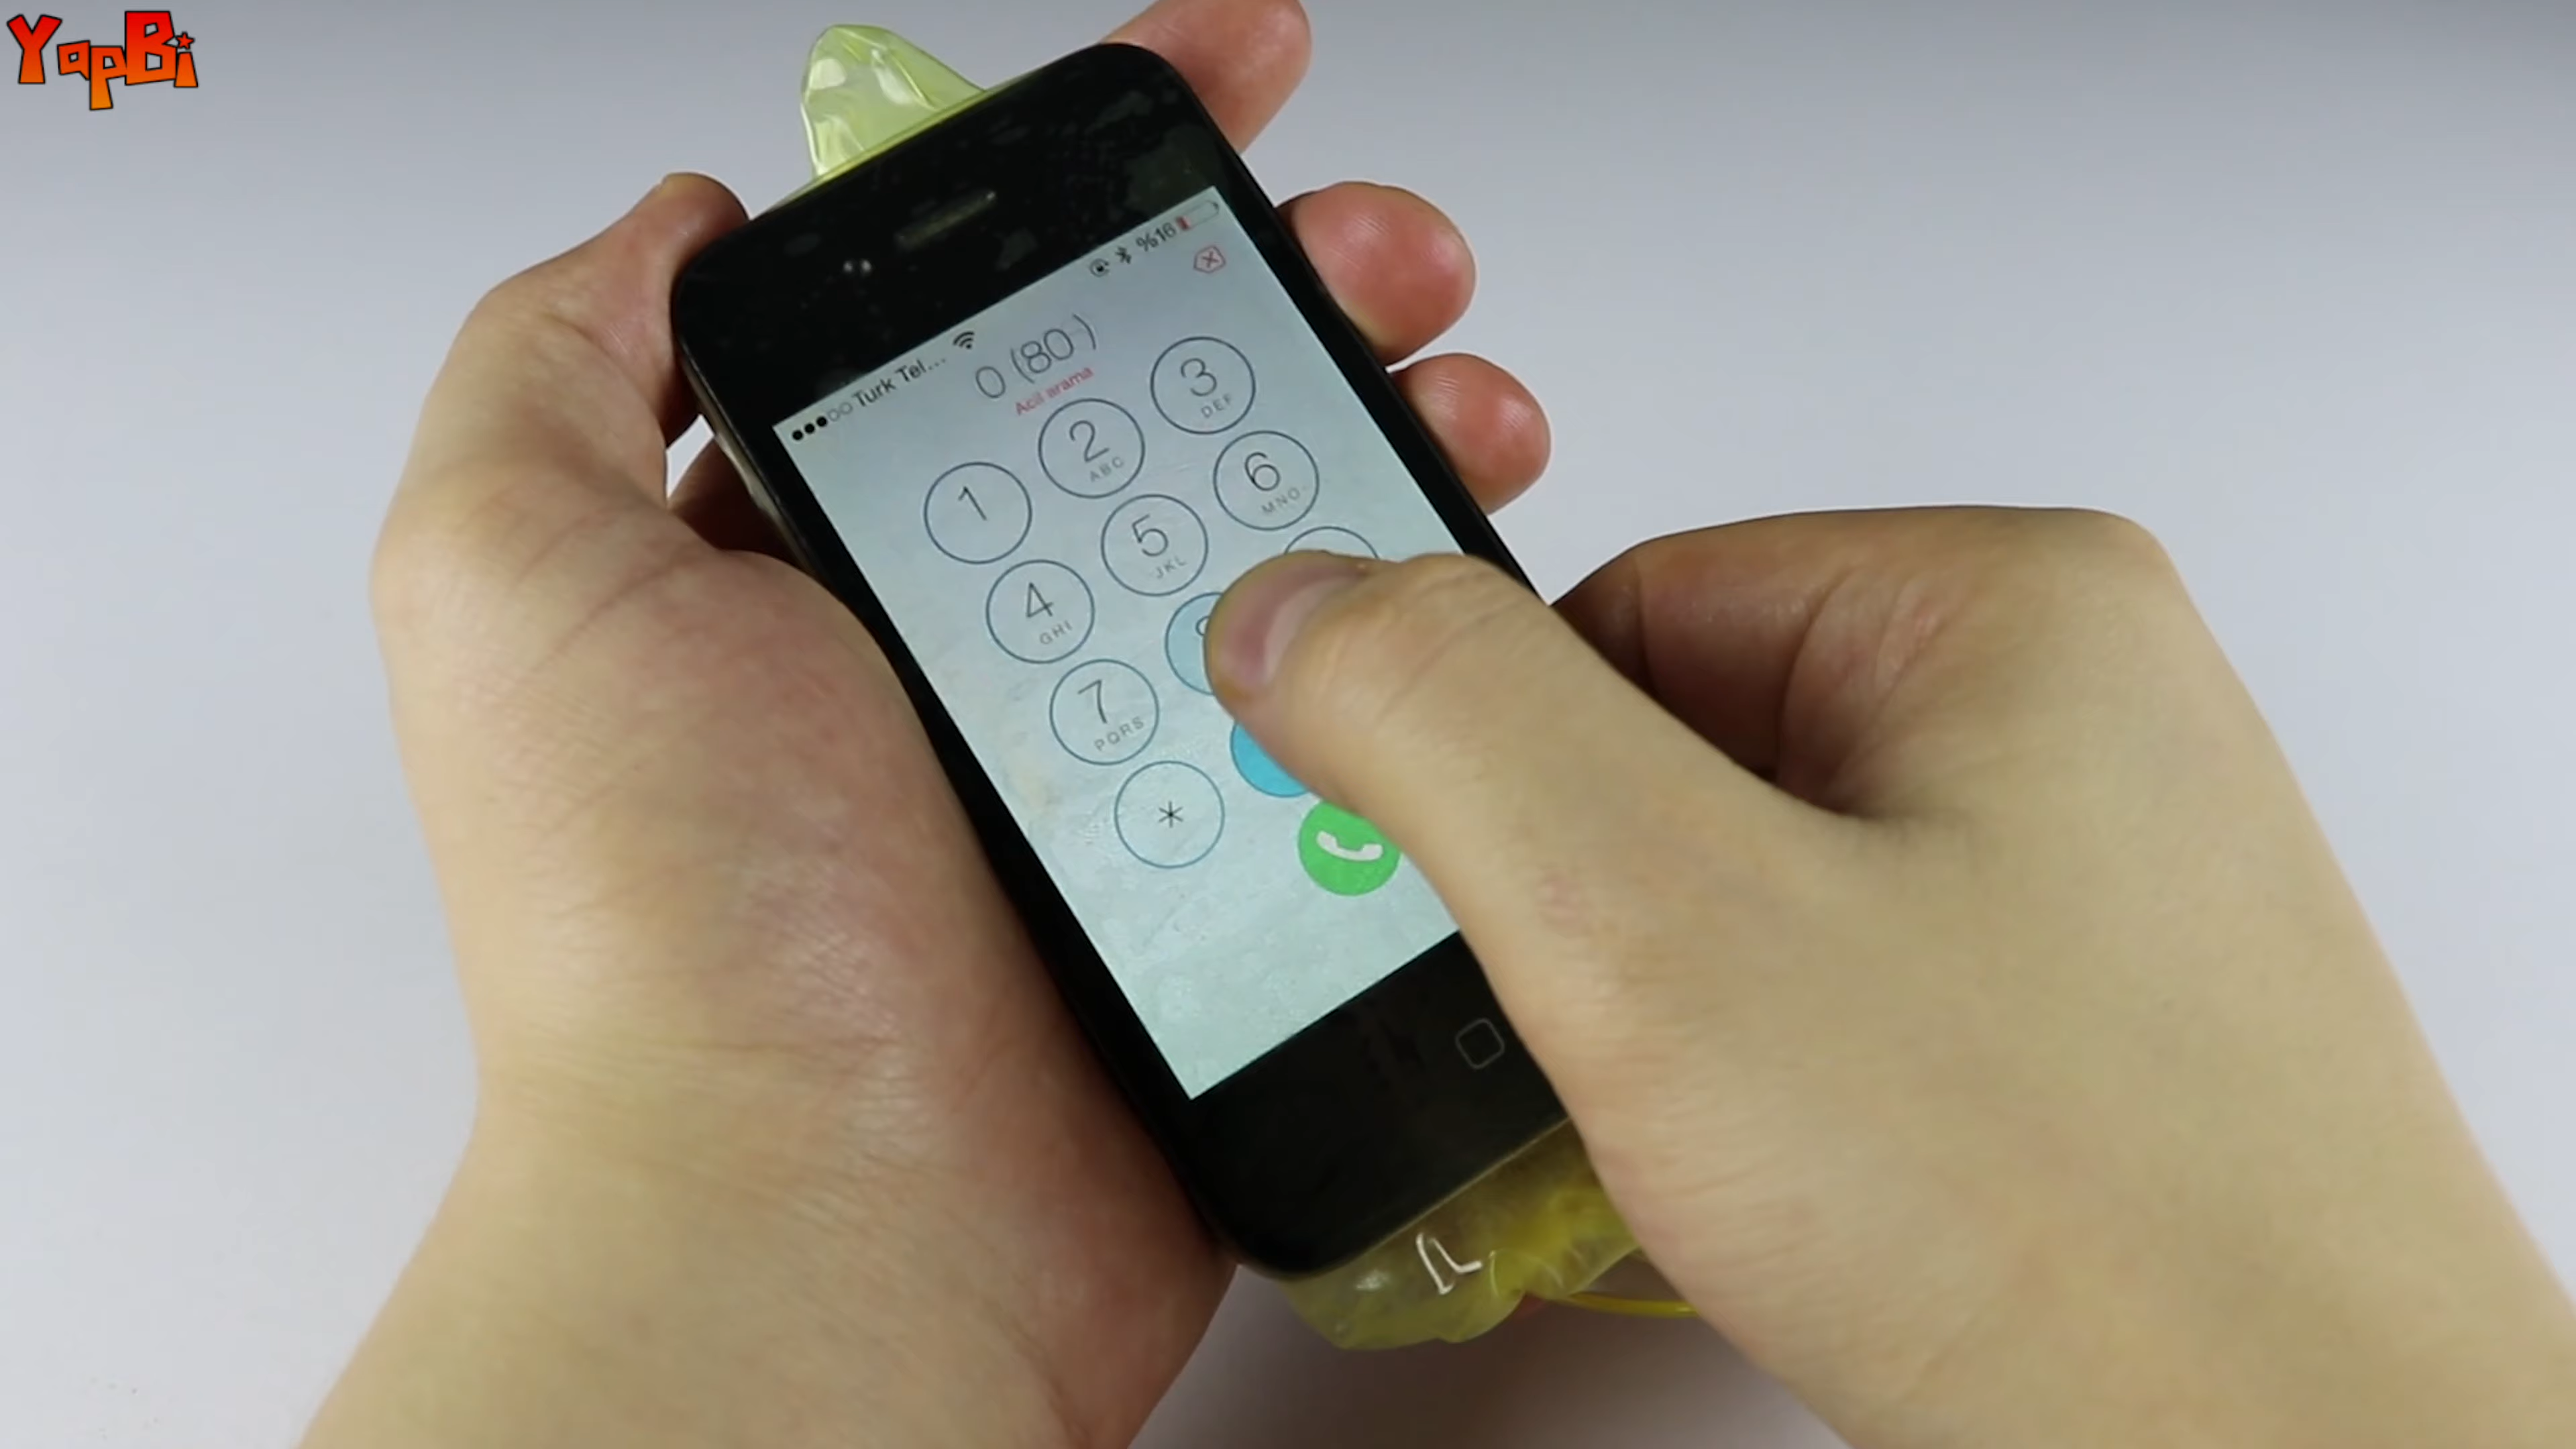 YapBi
●●●○○ Turk Tel... %16
0 (80 )
Acil arama
1
2
ABC
3
DEF
4
GHI
5
JKL
6
MNO
7
PQRS
*